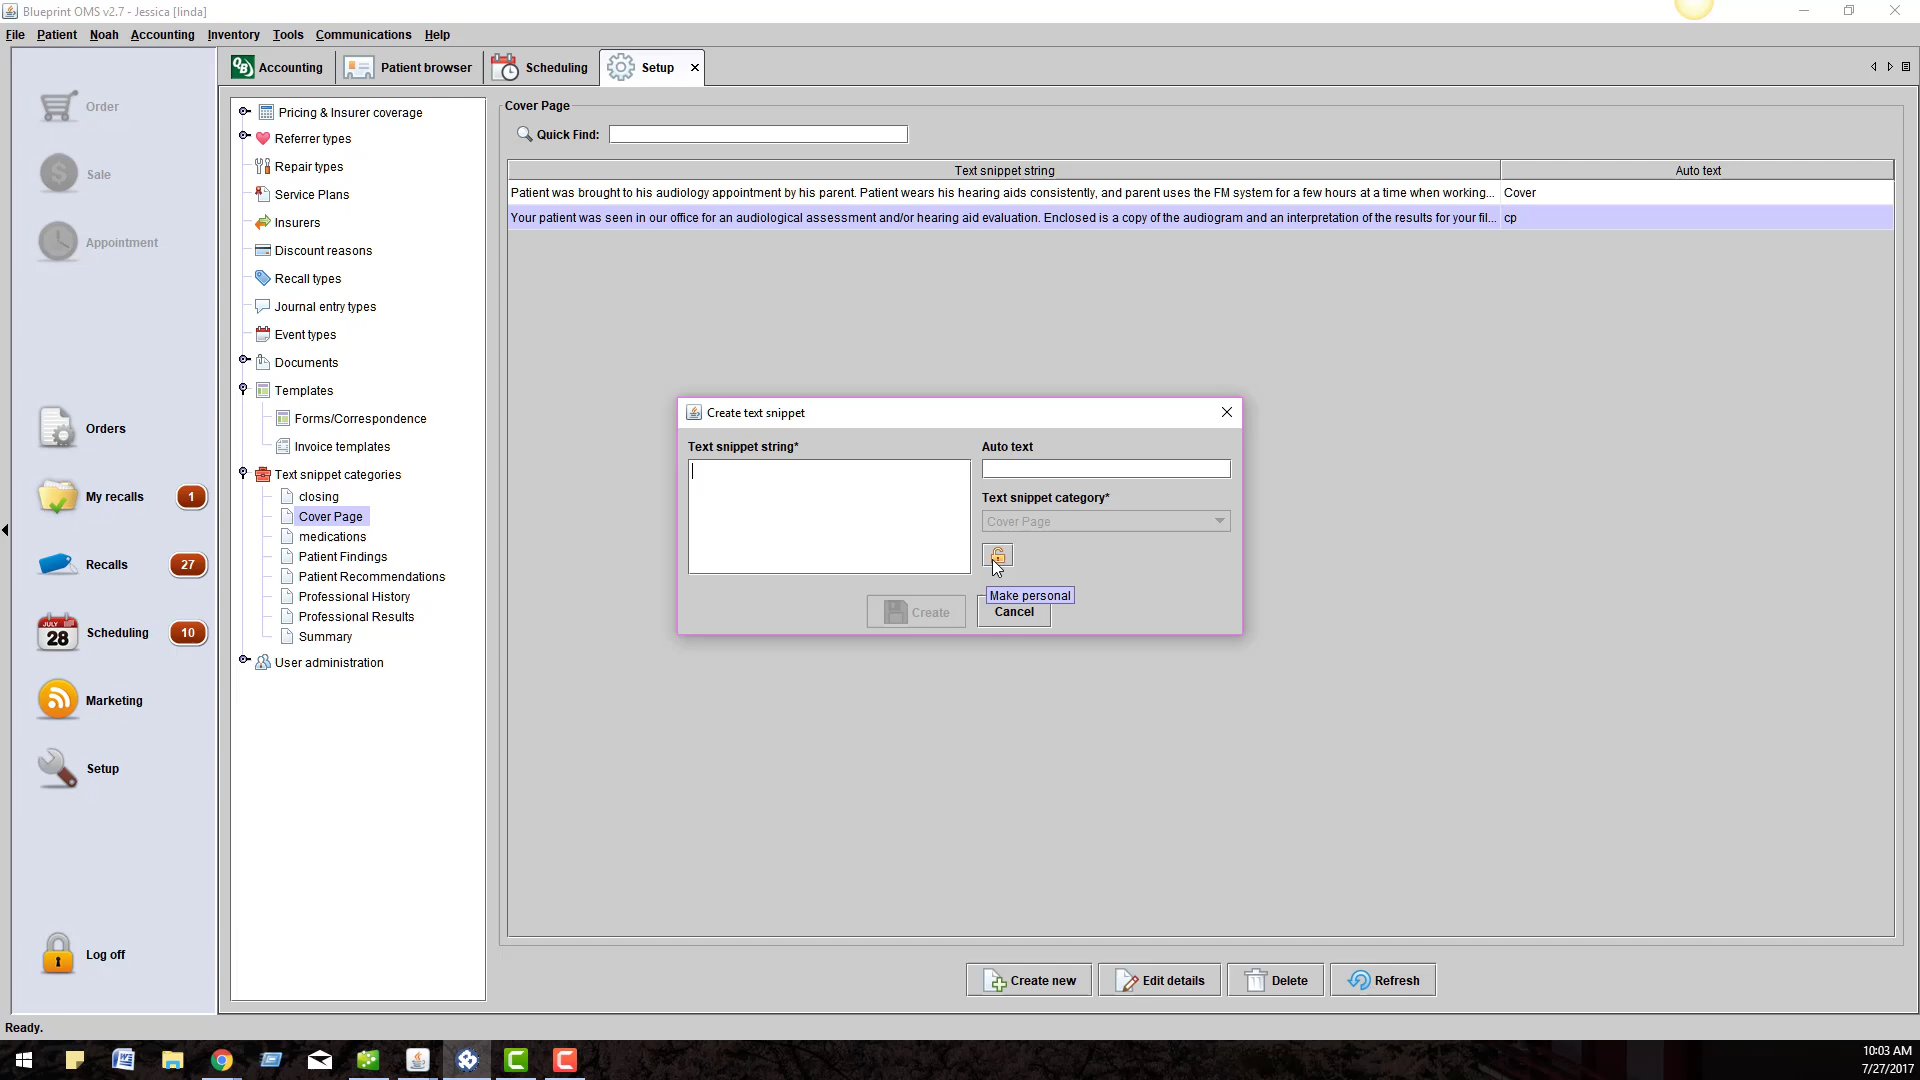 Blueprint OMS v2.7 - Jessica [linda]
File Patient Noah Accounting Inventory Tools Communications Help
QB Accounting Patient browser Scheduling Setup
Order
Sale
Appointment
Orders
My recalls 1
Recalls 27
JULY 28 Scheduling 10
Marketing
Setup
Log off
Pricing & Insurer coverage
Referrer types
Repair types
Service Plans
Insurers
Discount reasons
Recall types
Journal entry types
Event types
Documents
Templates
Forms/Correspondence
Invoice templates
Text snippet categories
closing
Cover Page
medications
Patient Findings
Patient Recommendations
Professional History
Professional Results
Summary
User administration
Cover Page
Quick Find:
Text snippet string Auto text
Patient was brought to his audiology appointment by his parent. Patient wears his hearing aids consistently, and parent uses the FM system for a few hours at a time when working... Cover
Your patient was seen in our office for an audiological assessment and/or hearing aid evaluation. Enclosed is a copy of the audiogram and an interpretation of the results for your fil... cp
Create text snippet
Text snippet string* Auto text
Text snippet category*
Cover Page
Make personal
Create Cancel
Create new Edit details Delete Refresh
Ready.
10:03 AM
7/27/2017